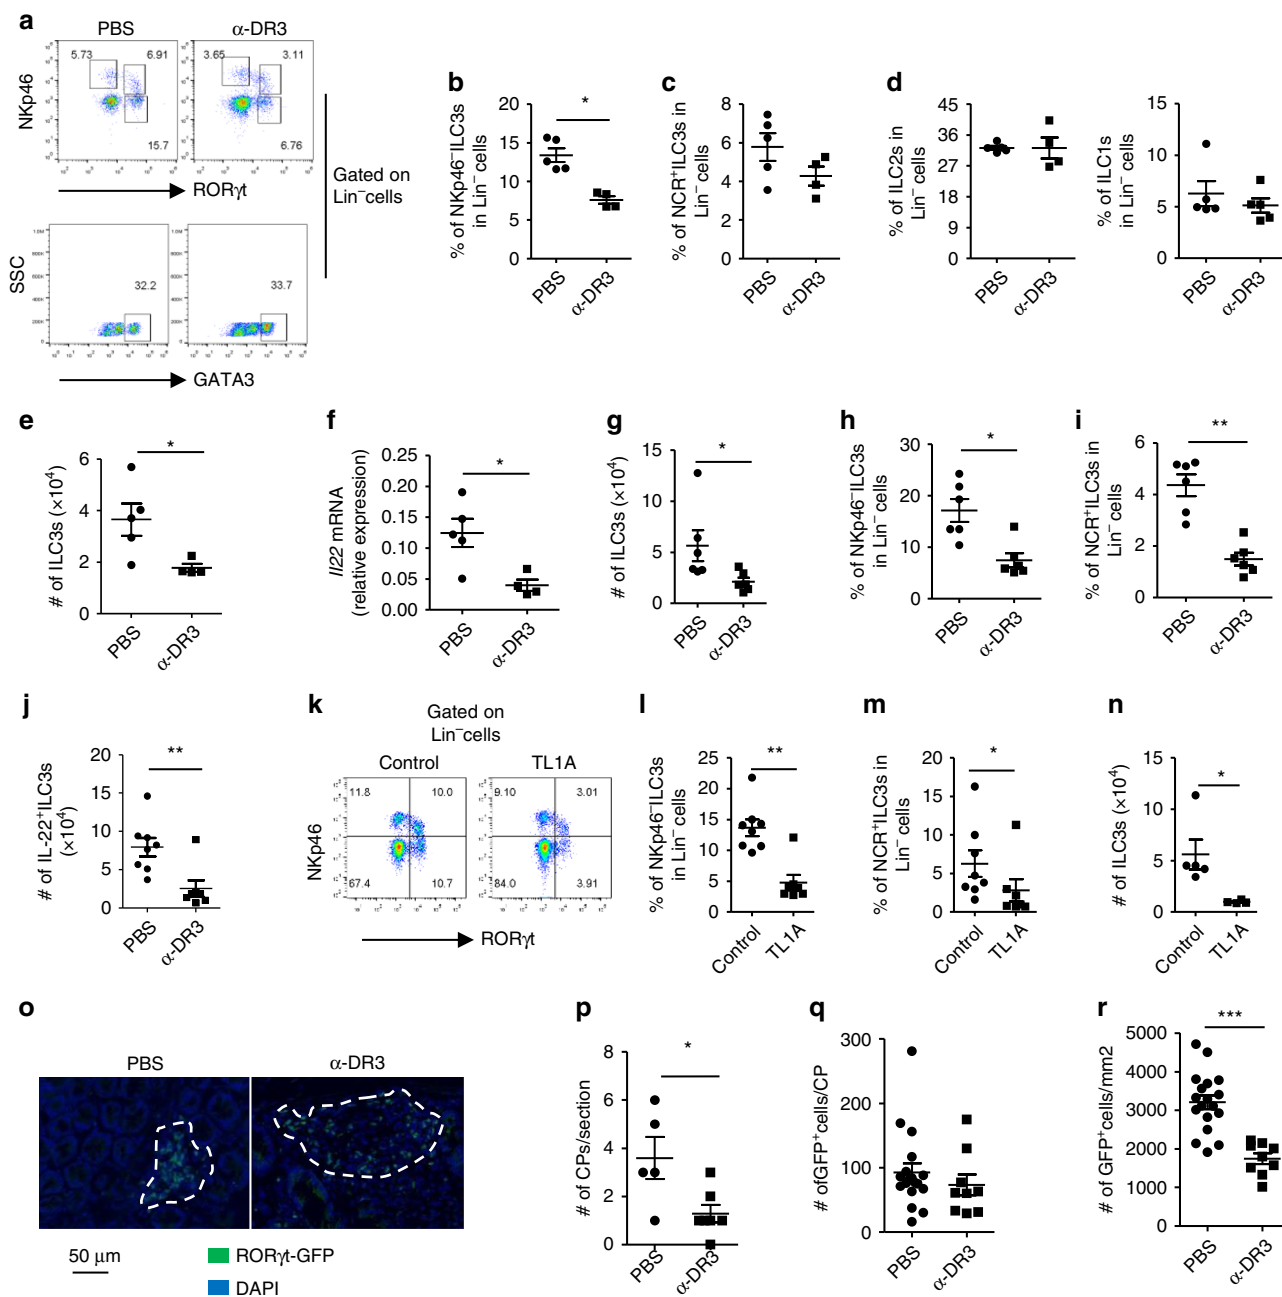 a
PBS
α-DR3
5.73
6.91
3.65
3.11
15.7
6.76
NKp46
RORγt
Gated on
Lin⁻cells
32.2
33.7
SSC
GATA3
b
% of NKp46⁻ILC3s
in Lin⁻ cells
20
15
10
5
0
*
PBS
α-DR3
c
% of NCR⁺ILC3s in
Lin⁻ cells
8
6
4
2
0
PBS
α-DR3
d
% of ILC2s in
Lin⁻ cells
45
36
27
18
9
0
PBS
α-DR3
% of ILC1s
in Lin⁻ cells
15
10
5
0
PBS
α-DR3
e
# of ILC3s (×10⁴)
6
4
2
0
*
PBS
α-DR3
f
Il22 mRNA
(relative expression)
0.25
0.20
0.15
0.10
0.05
0.00
*
PBS
α-DR3
g
# of ILC3s (×10⁴)
15
10
5
0
*
PBS
α-DR3
h
% of NKp46⁻ILC3s
in Lin⁻ cells
30
20
10
0
*
PBS
α-DR3
i
% of NCR⁺ILC3s in
Lin⁻ cells
6
4
2
0
**
PBS
α-DR3
j
# of IL-22⁺ILC3s
(×10⁴)
20
15
10
5
0
**
PBS
α-DR3
k
Gated on
Lin⁻cells
Control
TL1A
11.8
10.0
9.10
3.01
67.4
10.7
84.0
3.91
NKp46
RORγt
l
% of NKp46⁻ILC3s
in Lin⁻ cells
25
20
15
10
5
0
**
Control
TL1A
m
% of NCR⁺ILC3s in
Lin⁻ cells
20
15
10
5
0
*
Control
TL1A
n
# of ILC3s (×10⁴)
15
10
5
0
*
Control
TL1A
o
PBS
α-DR3
50 μm
RORγt-GFP
DAPI
p
# of CPs/section
8
6
4
2
0
*
PBS
α-DR3
q
# ofGFP⁺cells/CP
300
200
100
0
PBS
α-DR3
r
# of GFP⁺cells/mm2
5000
4000
3000
2000
1000
0
***
PBS
α-DR3